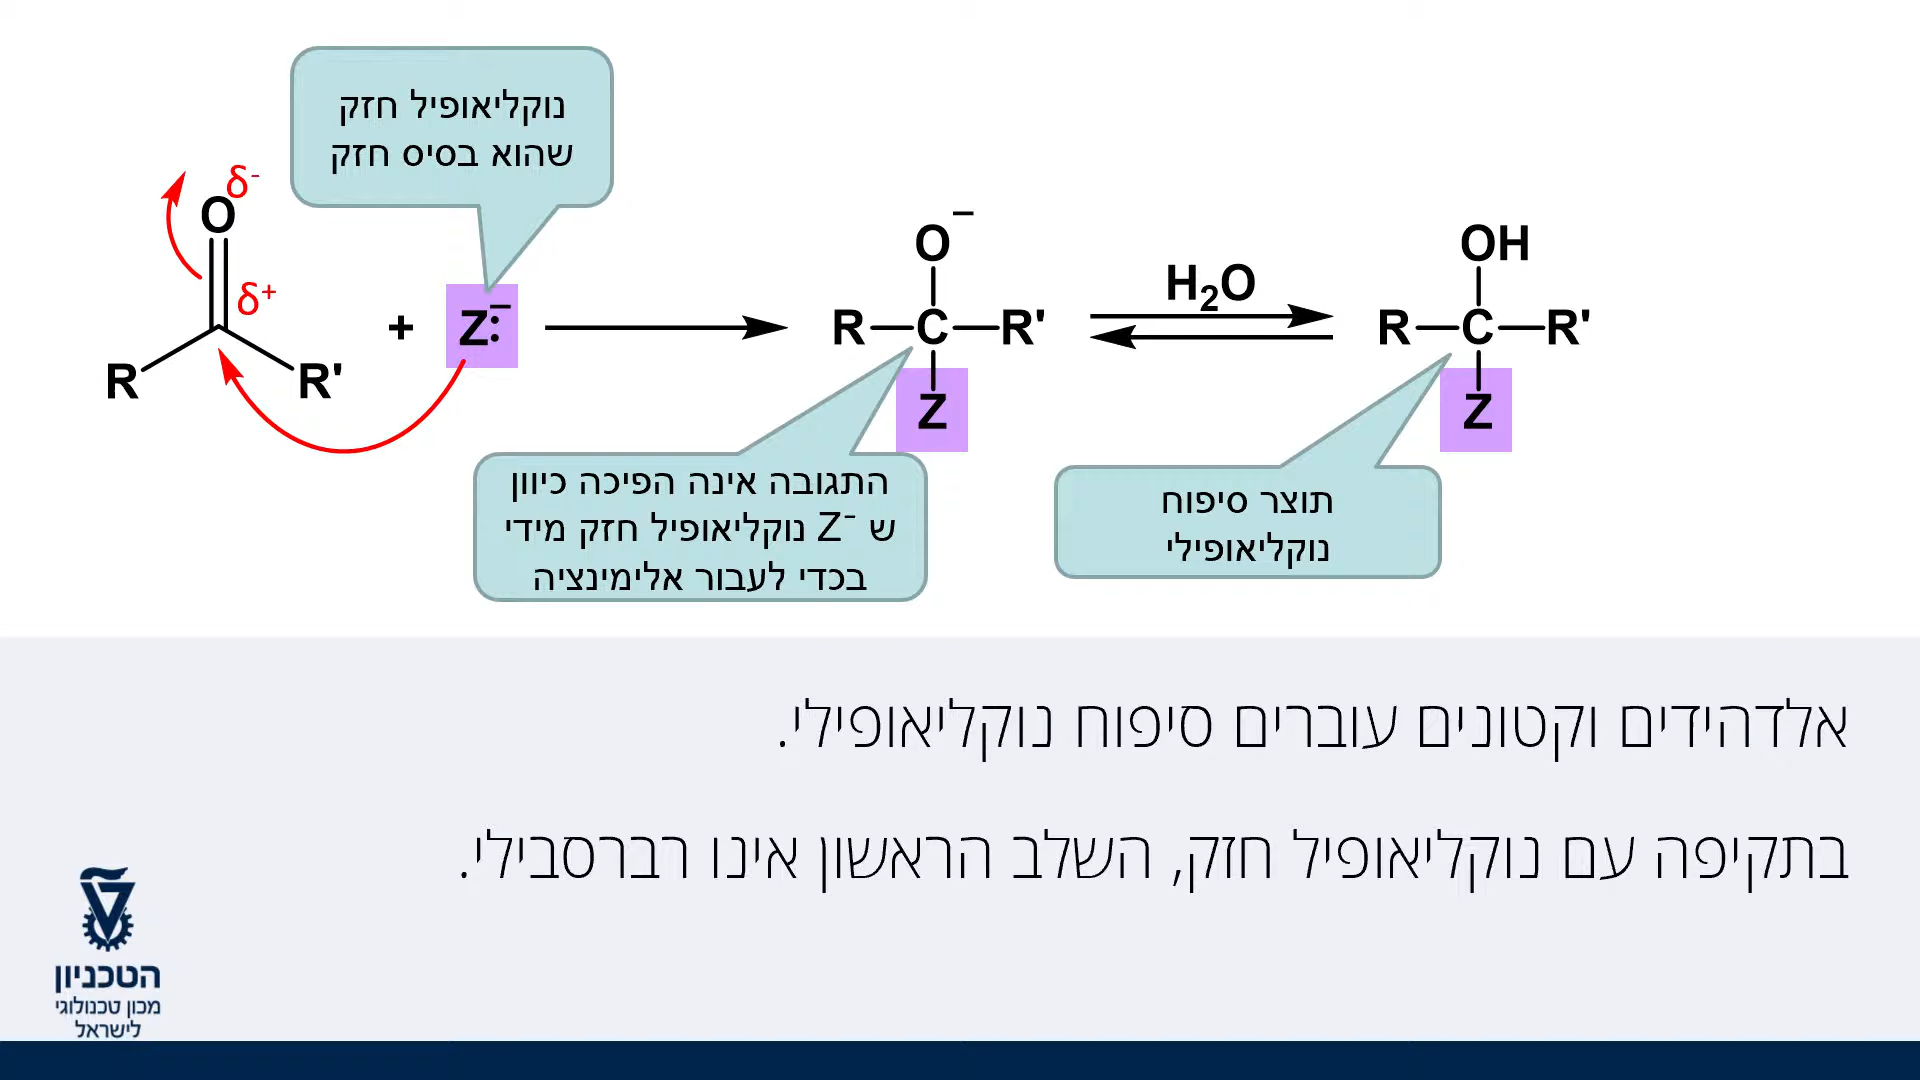 נוקליאופיל חזק
שהוא בסיס חזק
δ-
O
δ+
R
R'
+
Z:−
O−
R—C—R'
Z
H2O
OH
R—C—R'
Z
התגובה אינה הפיכה כיוון
ש Z− נוקליאופיל חזק מידי
בכדי לעבור אלימינציה
תוצר סיפוח
נוקליאופילי
אלדהידים וקטונים עוברים סיפוח נוקליאופילי.
בתקיפה עם נוקליאופיל חזק, השלב הראשון אינו רברסבילי.
הטכניון
מכון טכנולוגי
לישראל